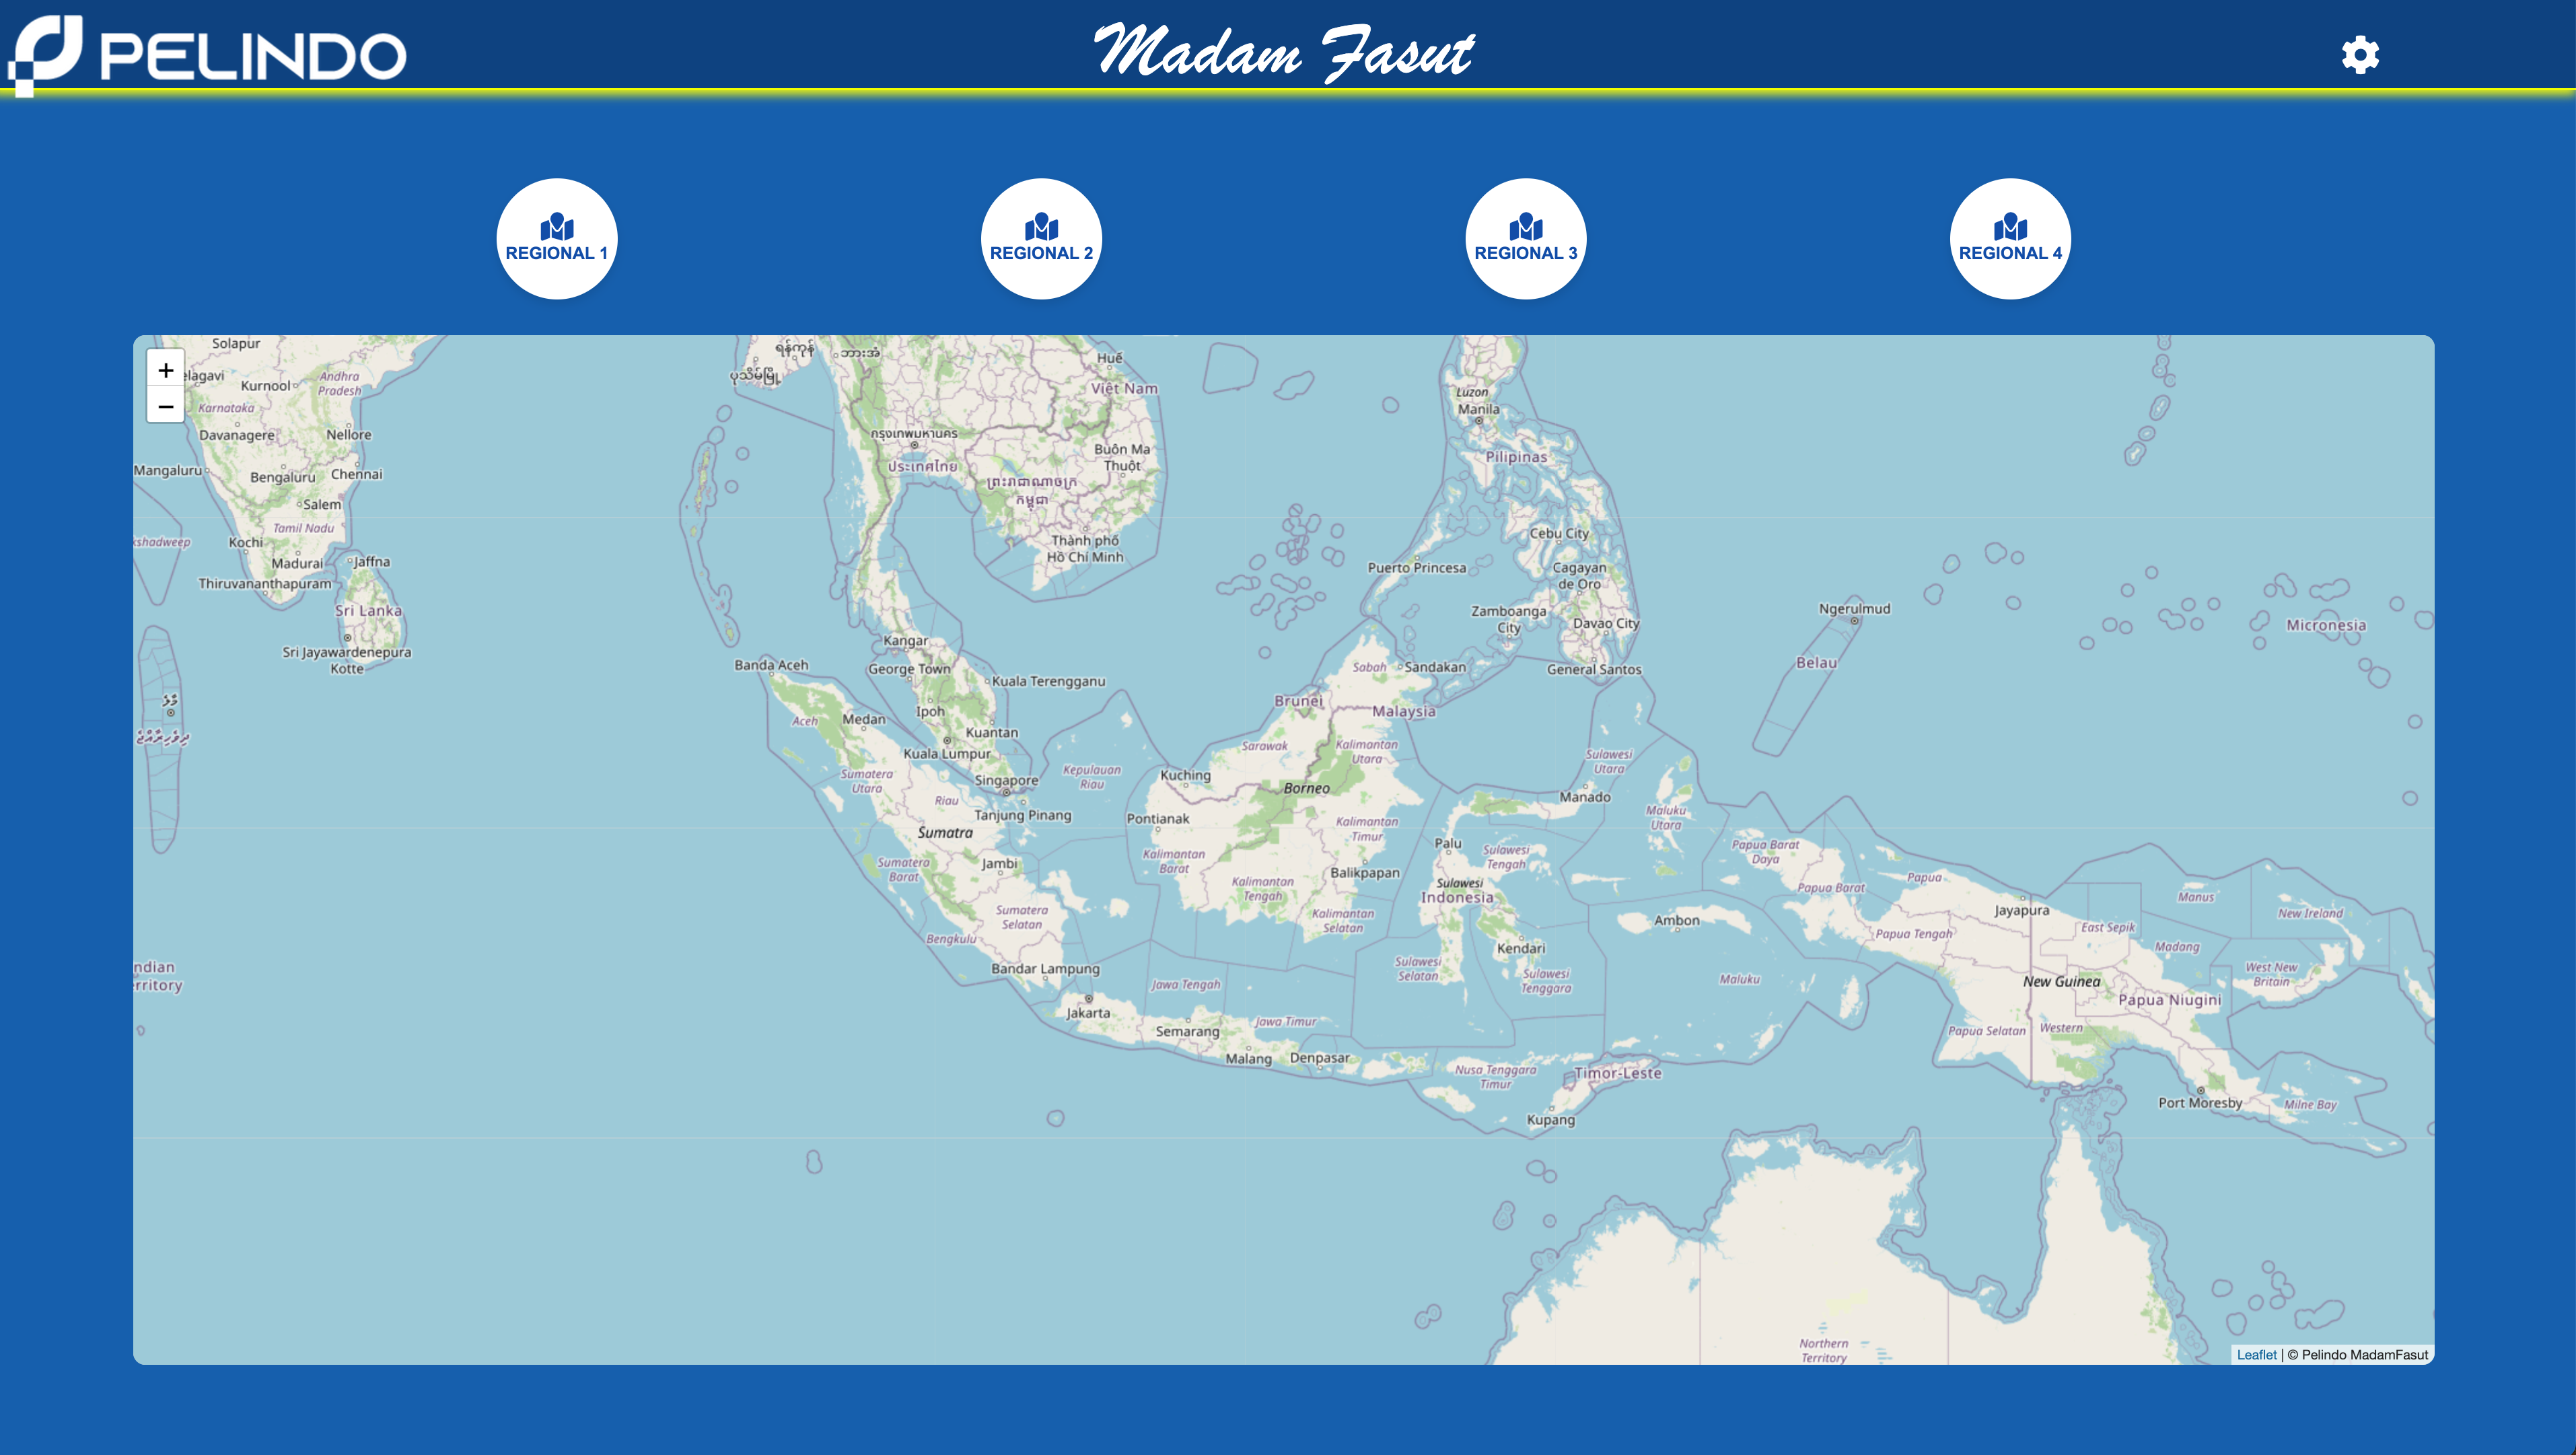 PELINDO
Madam Fasut
REGIONAL 1
REGIONAL 2
REGIONAL 3
REGIONAL 4
+
−
Solapur
elagavi
Kurnool
Andhra
Pradesh
Karnataka
Davanagere
Nellore
Mangaluru
Bengaluru
Chennai
Salem
Tamil Nadu
kshadweep
Kochi
Madurai
Jaffna
Thiruvananthapuram
Sri Lanka
Sri Jayawardenepura
Kotte
ދިވެހިރާއްޖެ
ndian
erritory
ရန်ကုန်
ဘားအံ
ပုသိမ်မြို့
Huế
Việt Nam
กรุงเทพมหานคร
ประเทศไทย
Buôn Ma
Thuột
ព្រះរាជាណាចក្រ
កម្ពុជា
Thành phố
Hồ Chí Minh
Luzon
Manila
Pilipinas
Cebu City
Puerto Princesa
Cagayan
de Oro
Zamboanga
City
Davao City
General Santos
Ngerulmud
Belau
Micronesia
Kangar
Banda Aceh
George Town
Kuala Terengganu
Ipoh
Aceh
Medan
Kuantan
Kuala Lumpur
Sumatera
Utara
Singapore
Kepulauan
Riau
Riau
Tanjung Pinang
Sumatra
Sumatera
Barat
Jambi
Sumatera
Selatan
Bengkulu
Bandar Lampung
Sabah
Sandakan
Brunei
Malaysia
Sarawak
Kalimantan
Utara
Kuching
Borneo
Pontianak
Kalimantan
Timur
Kalimantan
Barat
Balikpapan
Kalimantan
Tengah
Kalimantan
Selatan
Sulawesi
Utara
Manado
Maluku
Utara
Palu
Sulawesi
Tengah
Sulawesi
Indonesia
Kendari
Sulawesi
Selatan
Sulawesi
Tenggara
Ambon
Maluku
Papua Barat
Daya
Papua Barat
Papua
Jayapura
Papua Tengah
Papua Selatan
East Sepik
Manus
New Ireland
Madang
West New
Britain
New Guinea
Papua Niugini
Western
Port Moresby
Milne Bay
Jawa Tengah
Jakarta
Semarang
Jawa Timur
Malang
Denpasar
Nusa Tenggara
Timur
Timor-Leste
Kupang
Northern
Territory
Leaflet | © Pelindo MadamFasut